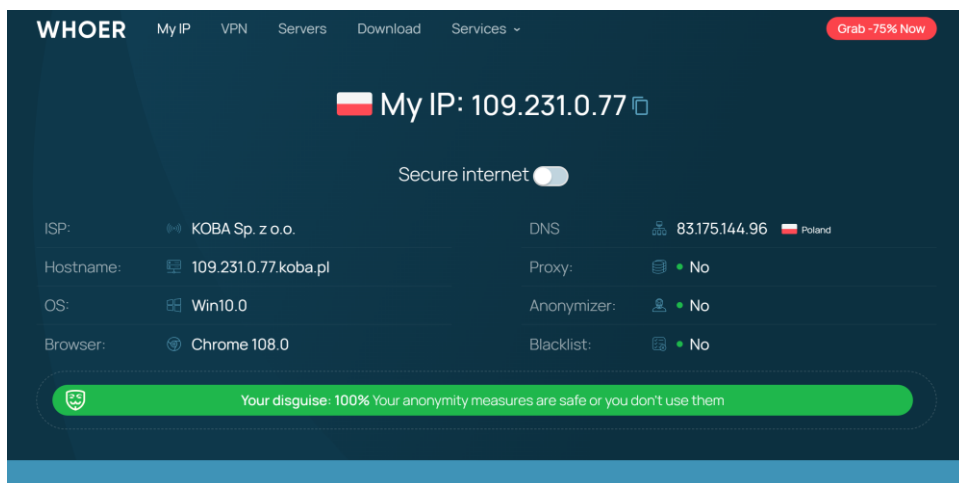 WHOER My IP VPN Servers Download Services Grab -75% Now
My IP: 109.231.0.77
Secure internet
ISP: KOBA Sp. z o.o. DNS 83.175.144.96 Poland
Hostname: 109.231.0.77.koba.pl Proxy: No
OS: Win10.0 Anonymizer: No
Browser: Chrome 108.0 Blacklist: No
Your disguise: 100% Your anonymity measures are safe or you don't use them